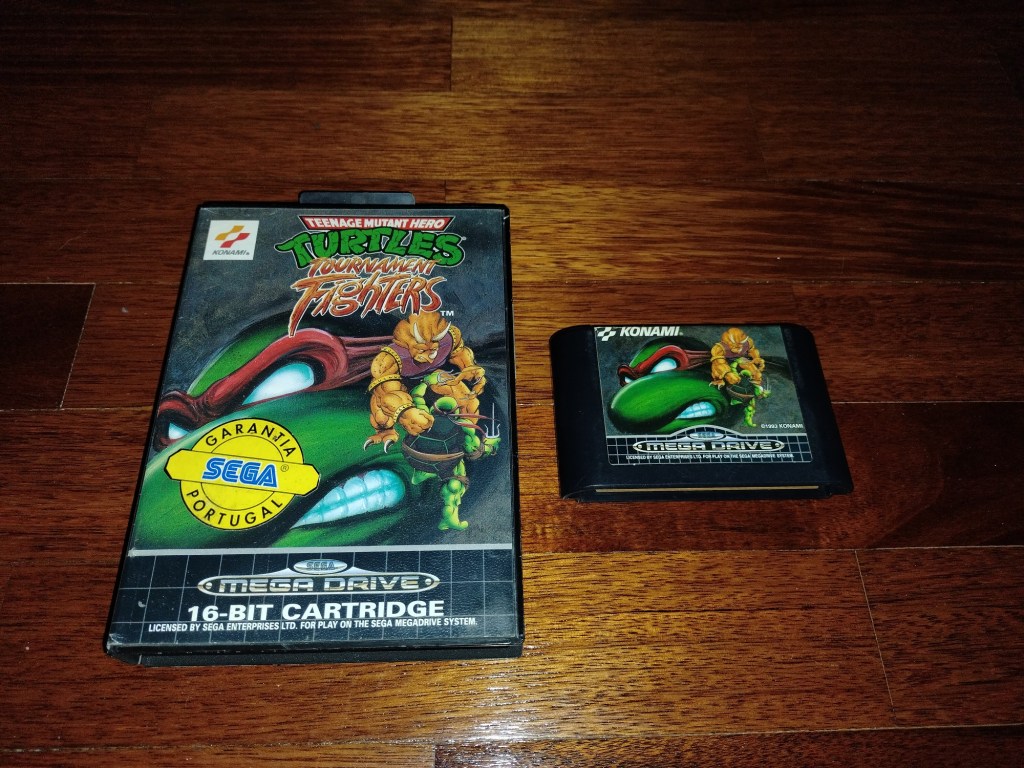 KONAMI®
TEENAGE MUTANT HERO
TURTLES
TOURNAMENT
FIGHTERS™
GARANTIA
SEGA®
PORTUGAL
SEGA
MEGA DRIVE
16-BIT CARTRIDGE
LICENSED BY SEGA ENTERPRISES LTD. FOR PLAY ON THE SEGA MEGADRIVE SYSTEM.
KONAMI®
©1993 KONAMI
SEGA
MEGA DRIVE
LICENSED BY SEGA ENTERPRISES LTD. FOR PLAY ON THE SEGA MEGADRIVE SYSTEM.